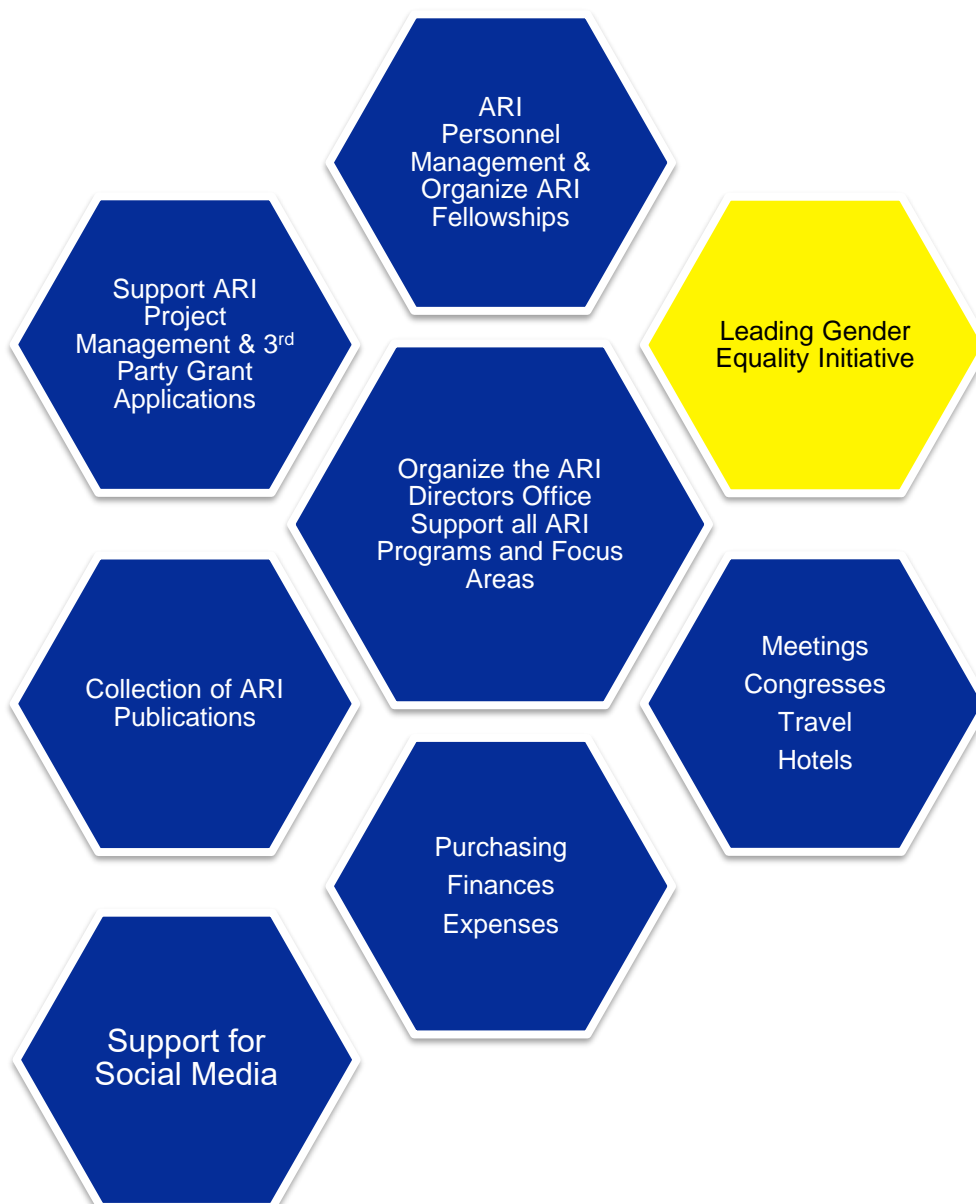 ARI
Personnel
Management &
Organize ARI
Fellowships
Support ARI
Project
Management & 3rd
Party Grant
Applications
Leading Gender
Equality Initiative
Organize the ARI
Directors Office
Support all ARI
Programs and Focus
Areas
Collection of ARI
Publications
Meetings
Congresses
Travel
Hotels
Purchasing
Finances
Expenses
Support for
Social Media